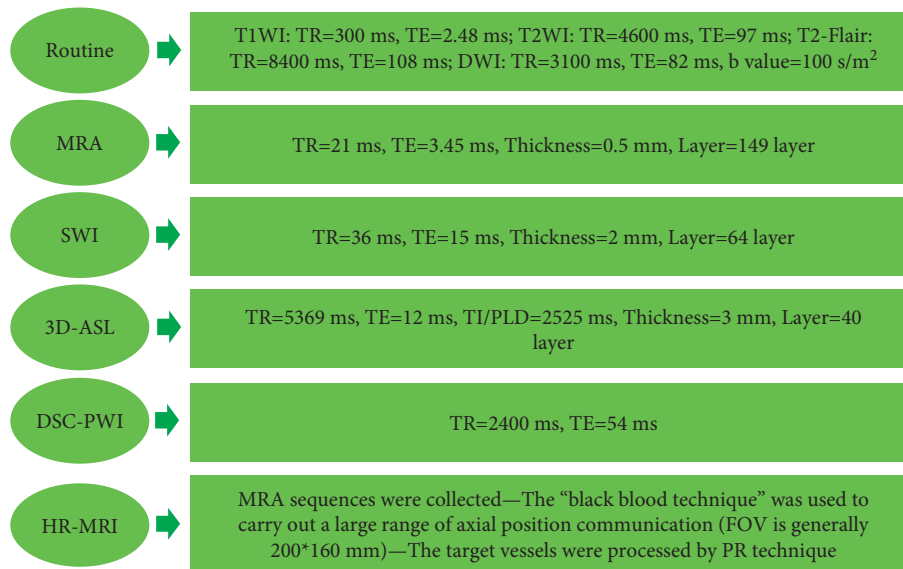 Routine
T1WI: TR=300 ms, TE=2.48 ms; T2WI: TR=4600 ms, TE=97 ms; T2-Flair:
TR=8400 ms, TE=108 ms; DWI: TR=3100 ms, TE=82 ms, b value=100 s/m²
MRA
TR=21 ms, TE=3.45 ms, Thickness=0.5 mm, Layer=149 layer
SWI
TR=36 ms, TE=15 ms, Thickness=2 mm, Layer=64 layer
3D-ASL
TR=5369 ms, TE=12 ms, TI/PLD=2525 ms, Thickness=3 mm, Layer=40
layer
DSC-PWI
TR=2400 ms, TE=54 ms
HR-MRI
MRA sequences were collected—The “black blood technique” was used to
carry out a large range of axial position communication (FOV is generally
200*160 mm)—The target vessels were processed by PR technique